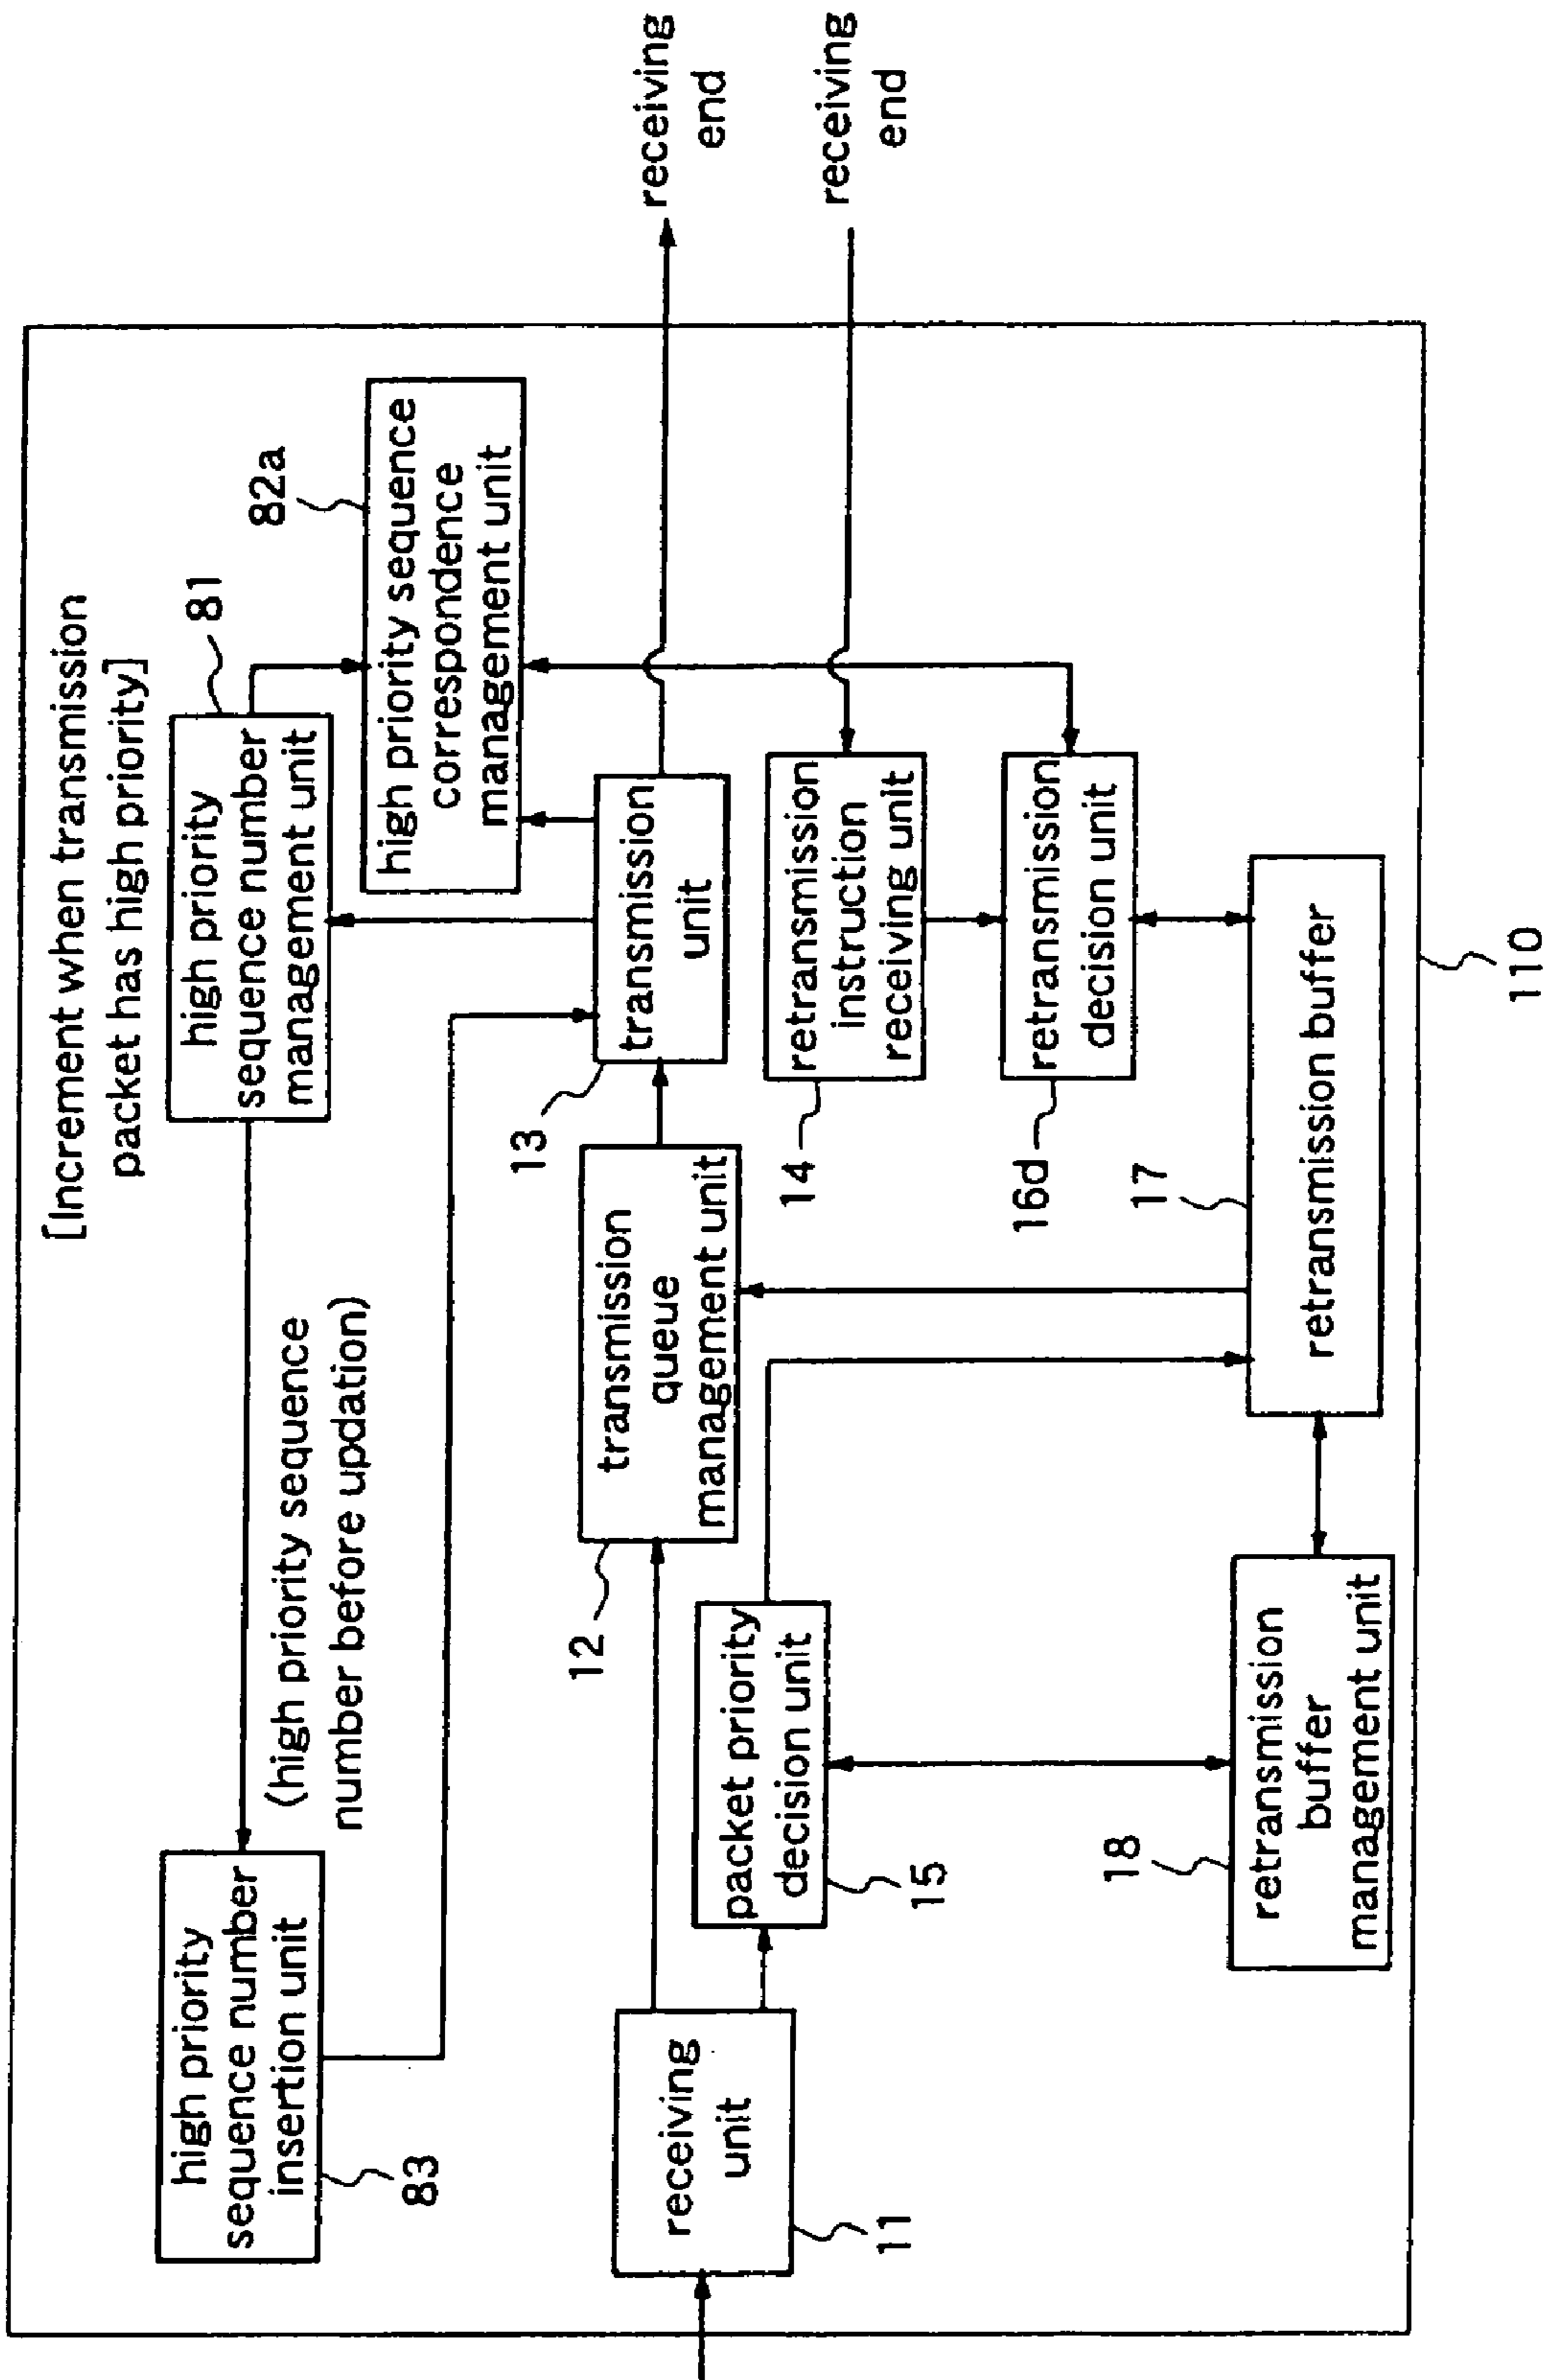 [Increment when transmission
packet has high priority]
high priority
sequence number
insertion unit
83
(high priority sequence
number before updation)
high priority
sequence number
management unit
81
high priority sequence
correspondence
management unit
82a
receiving
unit
11
transmission
queue
management unit
12
transmission
unit
13
receiving
end
receiving
end
packet priority
decision unit
15
retransmission
instruction
receiving unit
14
retransmission
decision unit
16d
retransmission
buffer
management unit
18
retransmission buffer
17
110